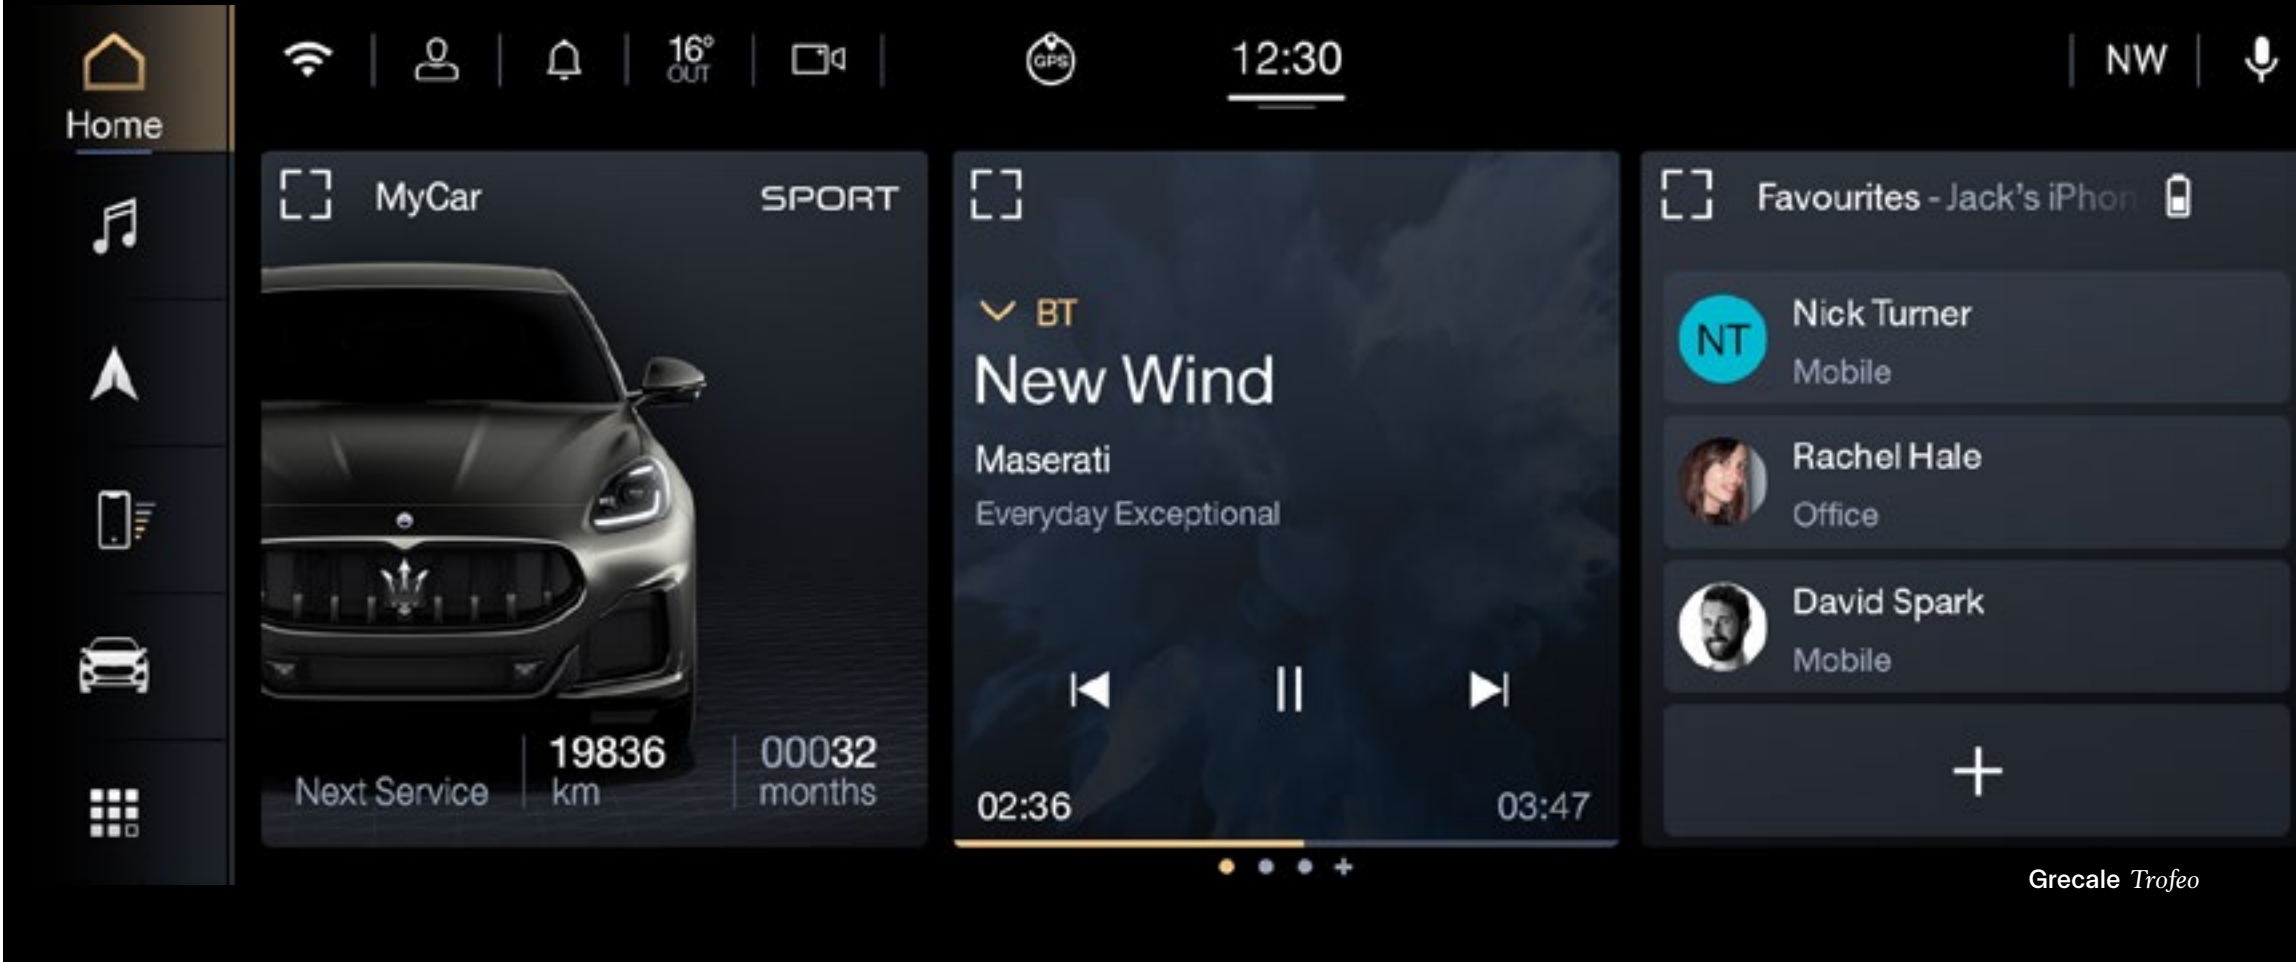 Home
16°
OUT
GPS
12:30
NW
MyCar
SPORT
Next Service
19836
km
00032
months
BT
New Wind
Maserati
Everyday Exceptional
02:36
03:47
Favourites - Jack's iPhon
NT
Nick Turner
Mobile
Rachel Hale
Office
David Spark
Mobile
Grecale Trofeo